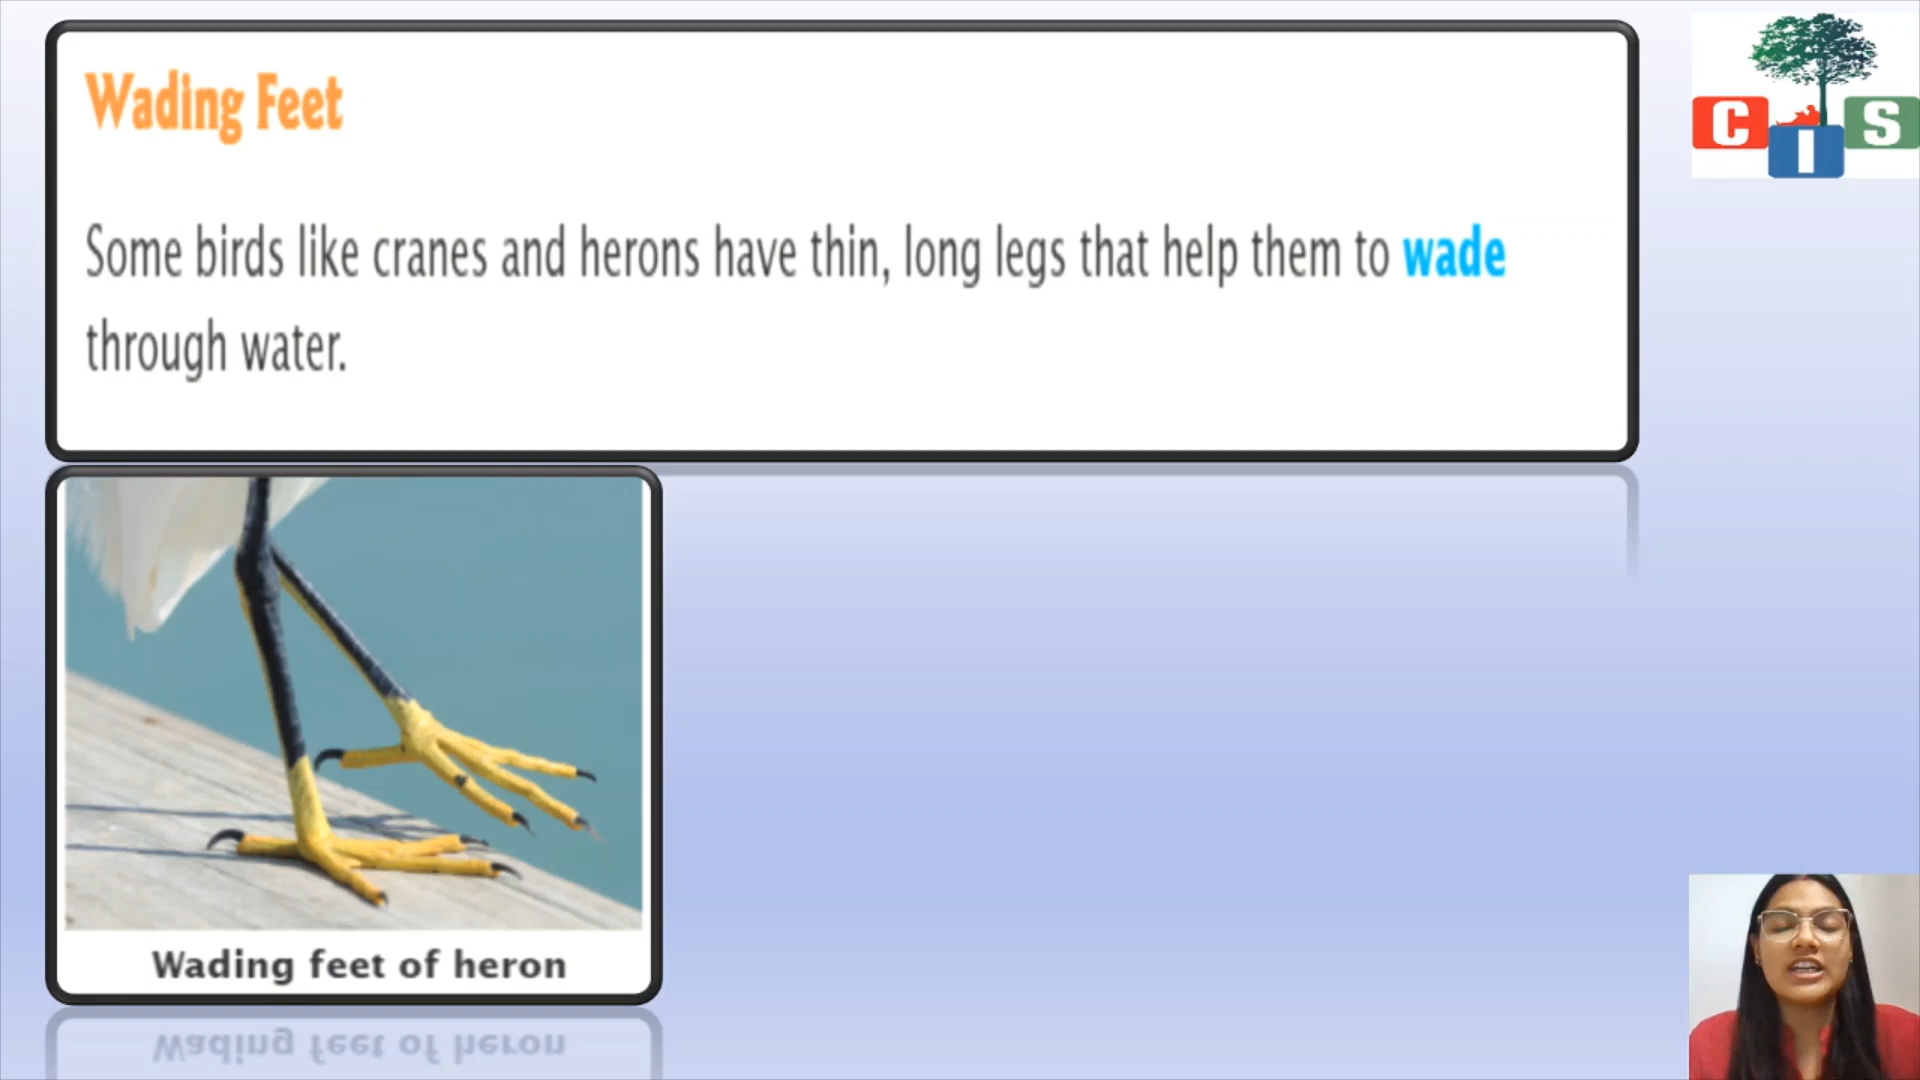 Wading Feet
Some birds like cranes and herons have thin, long legs that help them to wade
through water.
C I S
Wading feet of heron